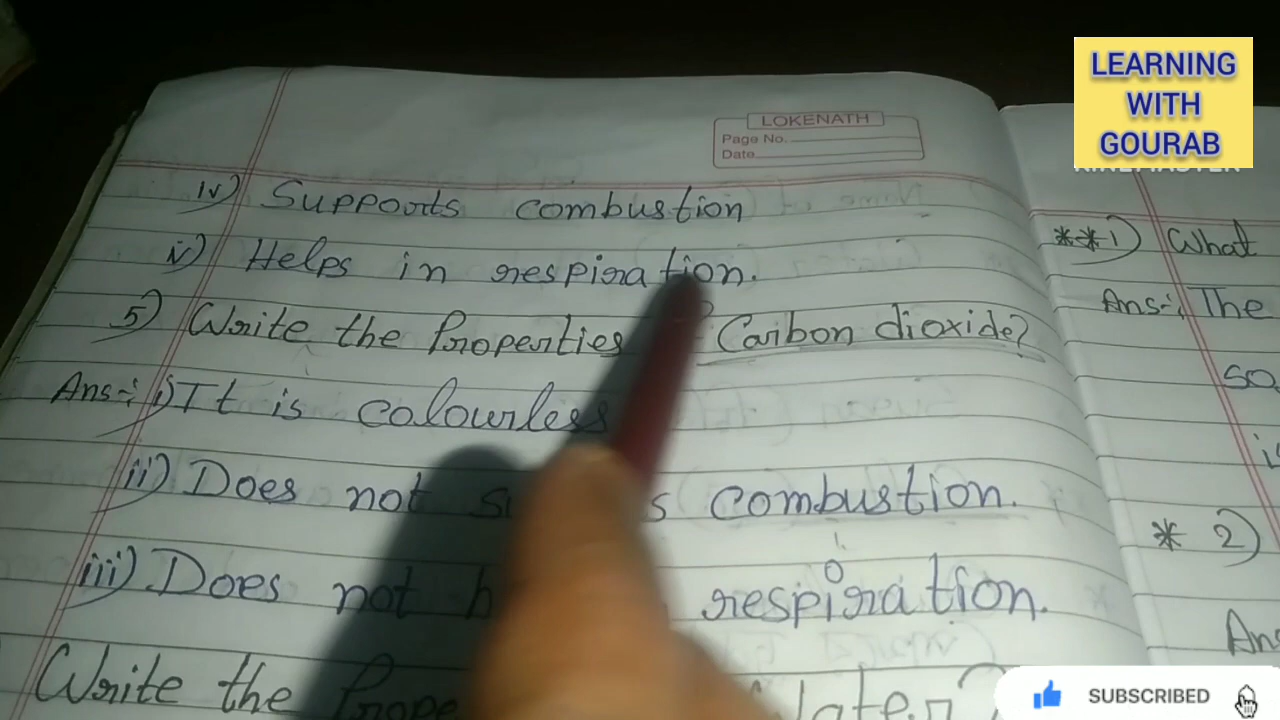 LEARNING
WITH
GOURAB
LOKENATH
Page No.
Date
iv) Supports combustion
v) Helps in respiration.
5) Write the Properties Carbon dioxide?
Ans-: i) It is colourless
ii) Does not combustion.
iii) Does not respiration.
Write the Water?
**1) What
Ans-: The
so
* 2)
SUBSCRIBED